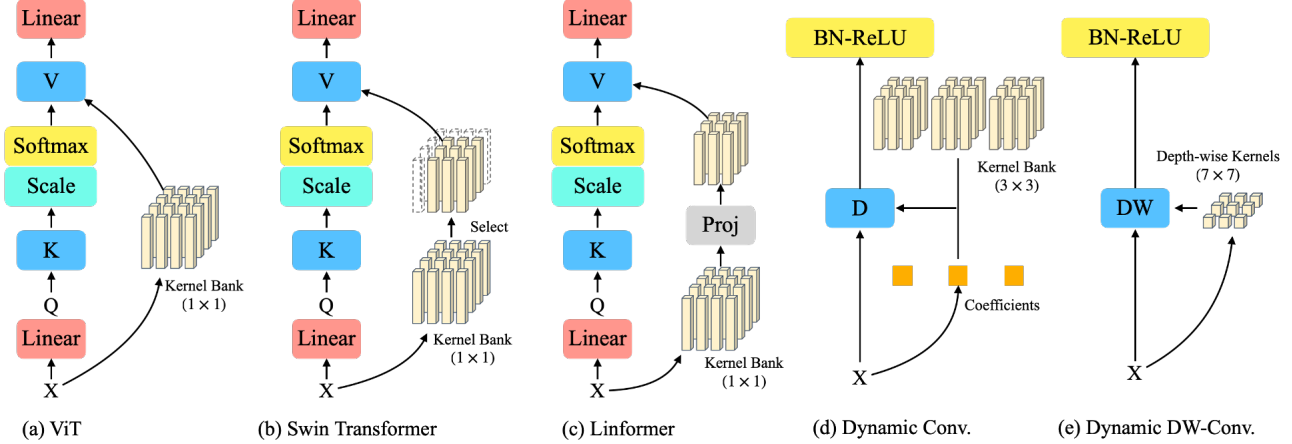 Linear
V
Softmax
Scale
K
Q
Linear
X
Kernel Bank
(1 × 1)
(a) ViT
Linear
V
Softmax
Scale
K
Q
Linear
X
Select
Kernel Bank
(1 × 1)
(b) Swin Transformer
Linear
V
Softmax
Scale
K
Q
Linear
X
Proj
Kernel Bank
(1 × 1)
(c) Linformer
BN-ReLU
Kernel Bank
(3 × 3)
D
Coefficients
X
(d) Dynamic Conv.
BN-ReLU
Depth-wise Kernels
(7 × 7)
DW
X
(e) Dynamic DW-Conv.